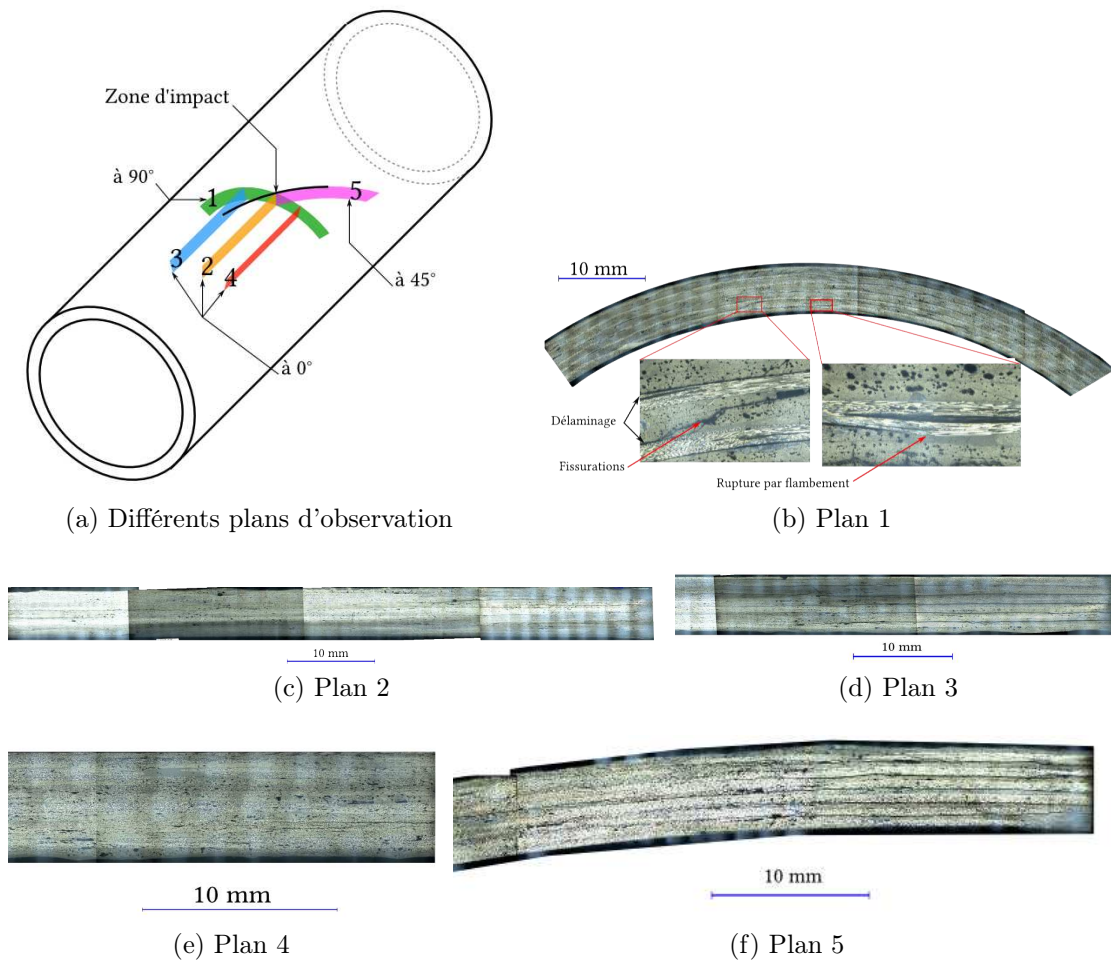 Zone d'impact
à 90°
1
5
3
2
4
à 45°
à 0°
(a) Différents plans d'observation
10 mm
Délaminage
Fissurations
Rupture par flambement
(b) Plan 1
10 mm
(c) Plan 2
10 mm
(d) Plan 3
10 mm
(e) Plan 4
10 mm
(f) Plan 5